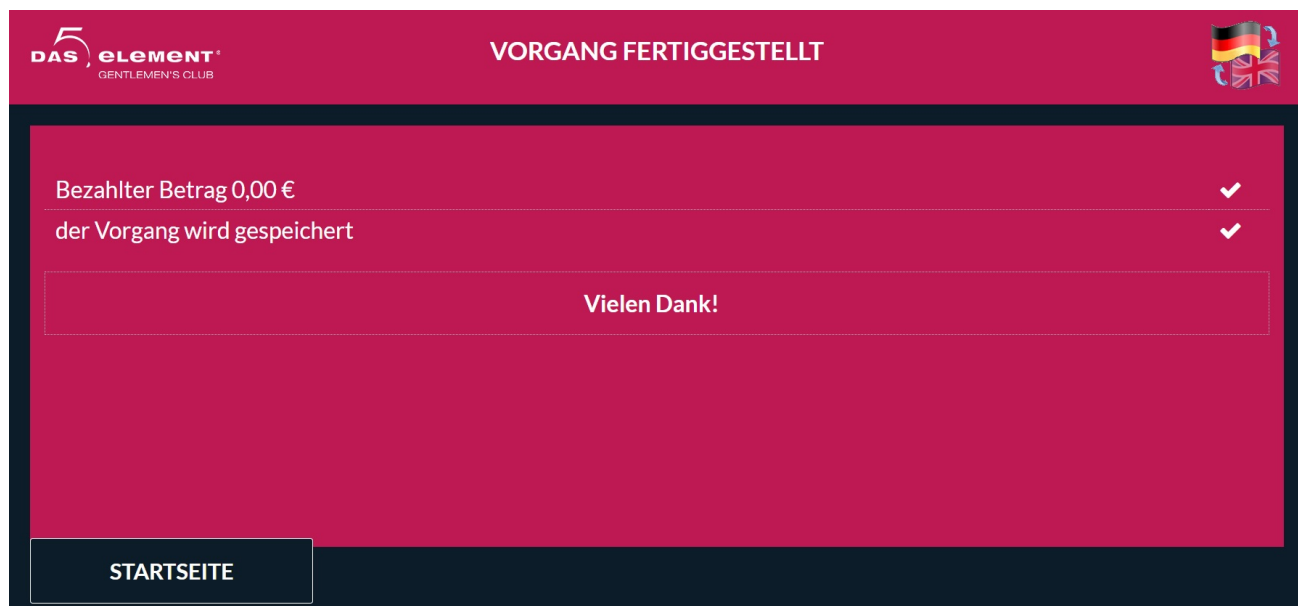 DAS 5 ELEMENT®
GENTLEMEN'S CLUB
VORGANG FERTIGGESTELLT
Bezahlter Betrag 0,00 €
der Vorgang wird gespeichert
Vielen Dank!
STARTSEITE